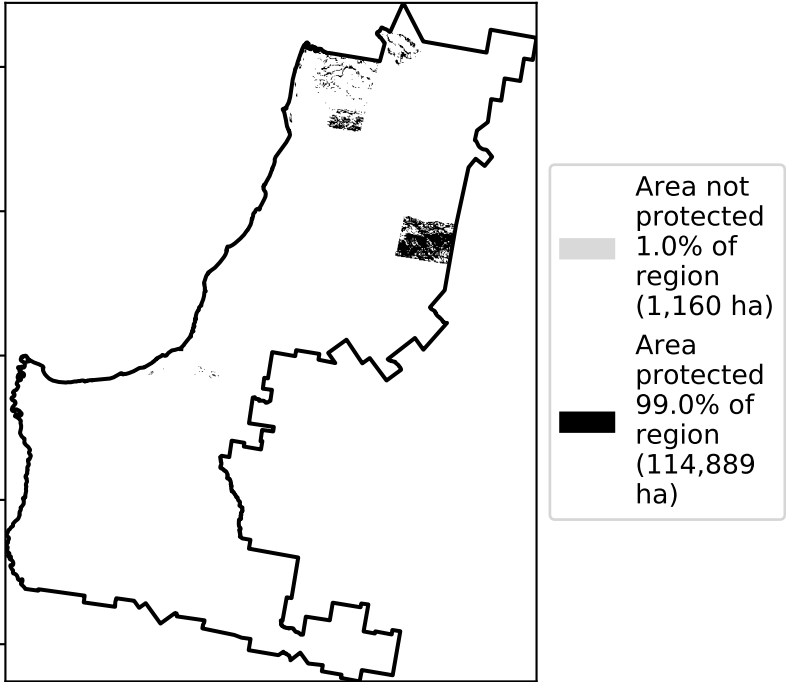 Area not
protected
1.0% of
region
(1,160 ha)
Area
protected
99.0% of
region
(114,889
ha)